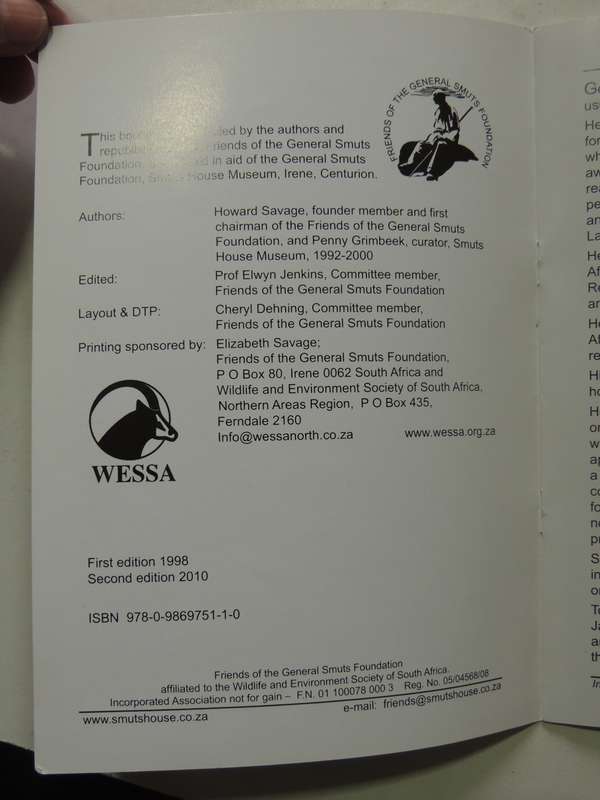 FRIENDS OF THE GENERAL SMUTS FOUNDATION
This by the authors and
Friends of the General Smuts
Foundation, in aid of the General Smuts
Foundation, Smuts House Museum, Irene, Centurion.
Authors: Howard Savage, founder member and first
chairman of the Friends of the General Smuts
Foundation, and Penny Grimbeek, curator, Smuts
House Museum, 1992-2000
Edited: Prof Elwyn Jenkins, Committee member,
Friends of the General Smuts Foundation
Layout & DTP: Cheryl Dehning, Committee member,
Friends of the General Smuts Foundation
Printing sponsored by: Elizabeth Savage;
Friends of the General Smuts Foundation,
P O Box 80, Irene 0062 South Africa and
Wildlife and Environment Society of South Africa,
Northern Areas Region, P O Box 435,
Ferndale 2160
Info@wessanorth.co.za www.wessa.org.za
WESSA
First edition 1998
Second edition 2010
ISBN 978-0-9869751-1-0
Friends of the General Smuts Foundation
affiliated to the Wildlife and Environment Society of South Africa.
Incorporated Association not for gain – F.N. 01 100078 000 3 Reg. No. 05/04568/08
www.smutshouse.co.za e-mail: friends@smutshouse.co.za